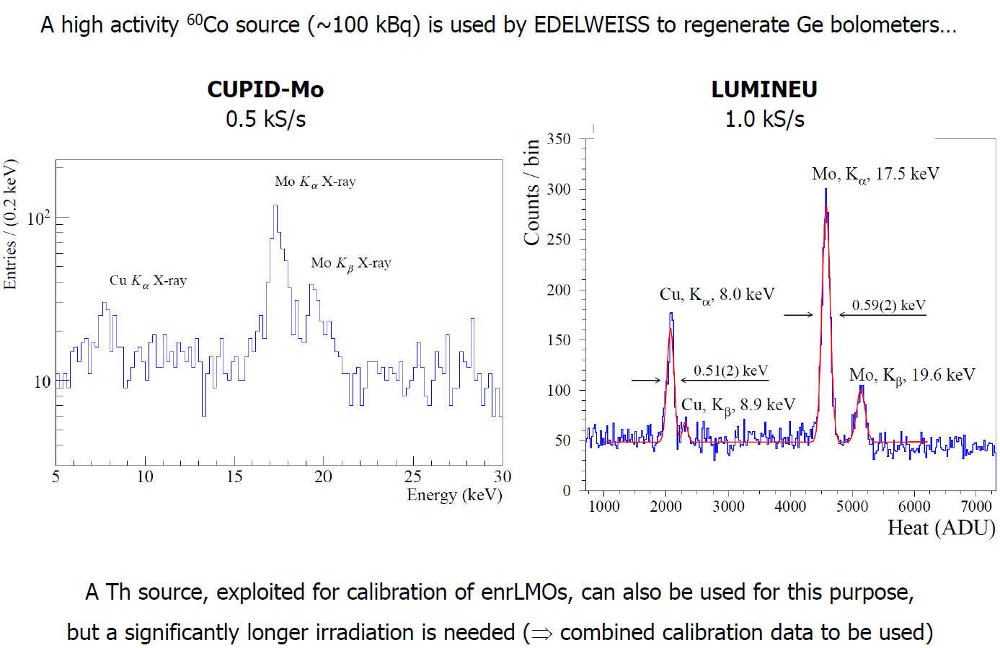 A high activity ⁶⁰Co source (~100 kBq) is used by EDELWEISS to regenerate Ge bolometers...
CUPID-Mo
0.5 kS/s
Entries / (0.2 keV)
10²
10
Mo Kα X-ray
Mo Kβ X-ray
Cu Kα X-ray
5 10 15 20 25 30
Energy (keV)
LUMINEU
1.0 kS/s
Counts / bin
350
300
250
200
150
100
50
0
Mo, Kα, 17.5 keV
Cu, Kα, 8.0 keV
0.59(2) keV
0.51(2) keV
Mo, Kβ, 19.6 keV
Cu, Kβ, 8.9 keV
1000 2000 3000 4000 5000 6000 7000
Heat (ADU)
A Th source, exploited for calibration of enrLMOs, can also be used for this purpose,
but a significantly longer irradiation is needed (⇒ combined calibration data to be used)